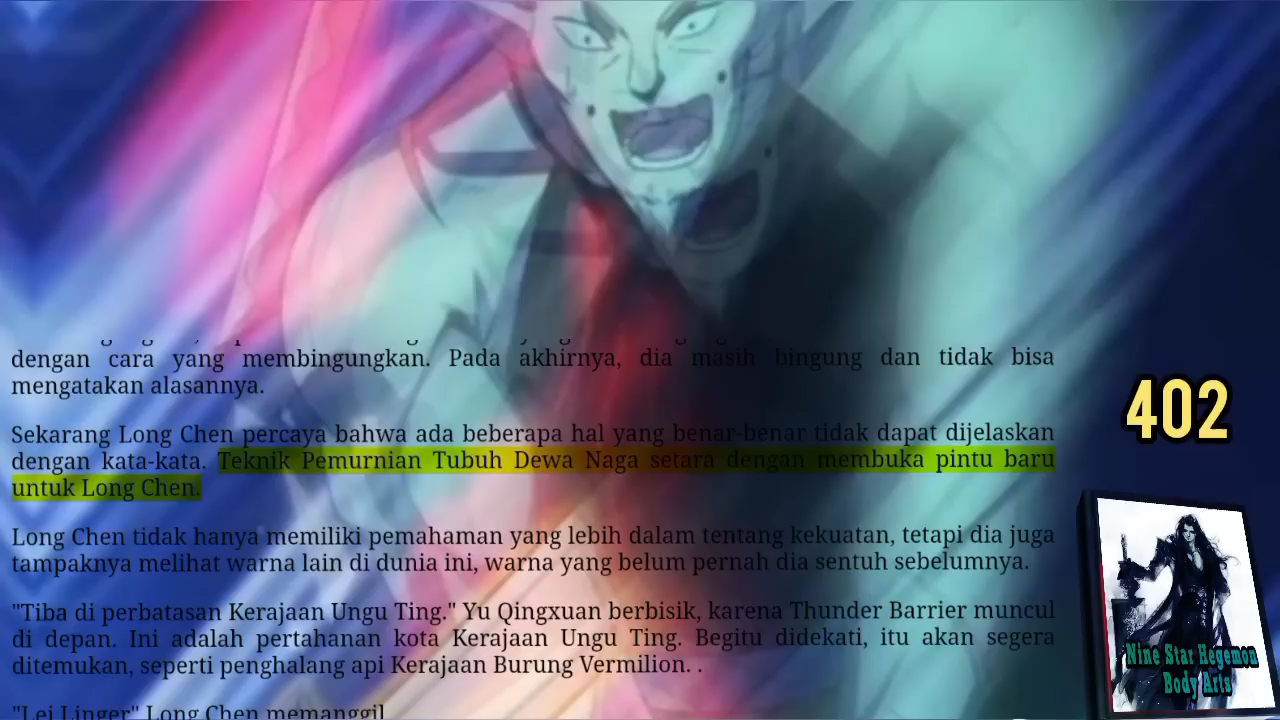 dengan cara yang membingungkan. Pada akhirnya, dia masih bingung dan tidak bisa
mengatakan alasannya.
Sekarang Long Chen percaya bahwa ada beberapa hal yang benar-benar tidak dapat dijelaskan
dengan kata-kata. Teknik Pemurnian Tubuh Dewa Naga setara dengan membuka pintu baru
untuk Long Chen.
Long Chen tidak hanya memiliki pemahaman yang lebih dalam tentang kekuatan, tetapi dia juga
tampaknya melihat warna lain di dunia ini, warna yang belum pernah dia sentuh sebelumnya.
"Tiba di perbatasan Kerajaan Ungu Ting." Yu Qingxuan berbisik, karena Thunder Barrier muncul
di depan. Ini adalah pertahanan kota Kerajaan Ungu Ting. Begitu didekati, itu akan segera
ditemukan, seperti penghalang api Kerajaan Burung Vermilion. .
"Lei Linger" Long Chen memanggil
402
Nine Star Hegemon
Body Arts